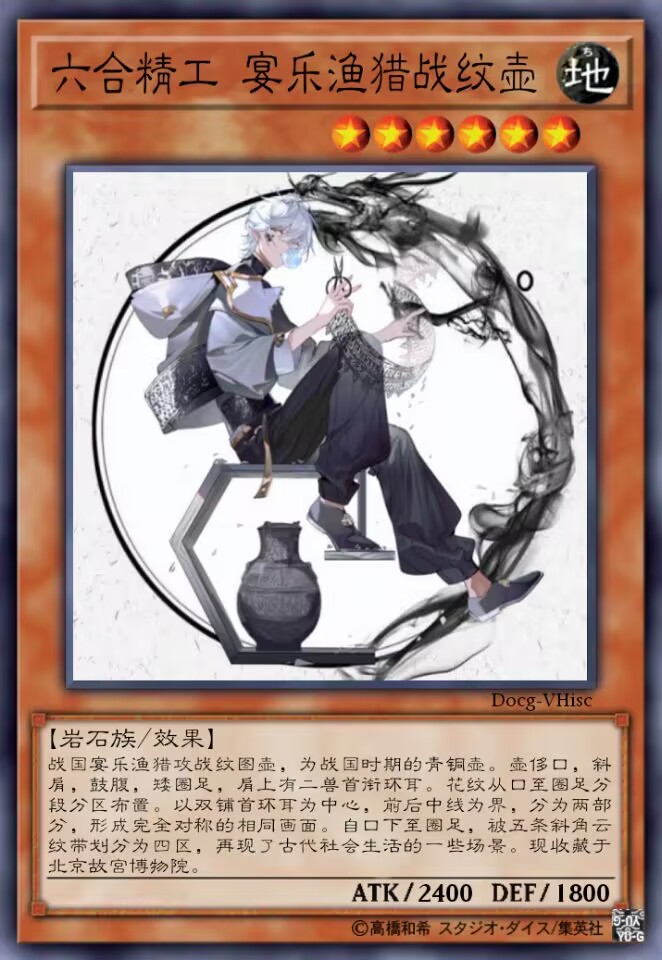 六合精工 宴乐渔猎战纹壶
ち
地
Docg-VHisc
【岩石族/效果】
战国宴乐渔猎攻战纹图壶，为战国时期的青铜壶。壶侈口，斜
肩，鼓腹，矮圈足，肩上有二兽首衔环耳。花纹从口至圈足分
段分区布置。以双铺首环耳为中心，前后中线为界，分为两部
分，形成完全对称的相同画面。自口下至圈足，被五条斜角云
纹带划分为四区，再现了古代社会生活的一些场景。现收藏于
北京故宫博物院。
ATK/2400 DEF/1800
©高橋和希 スタジオ·ダイス/集英社